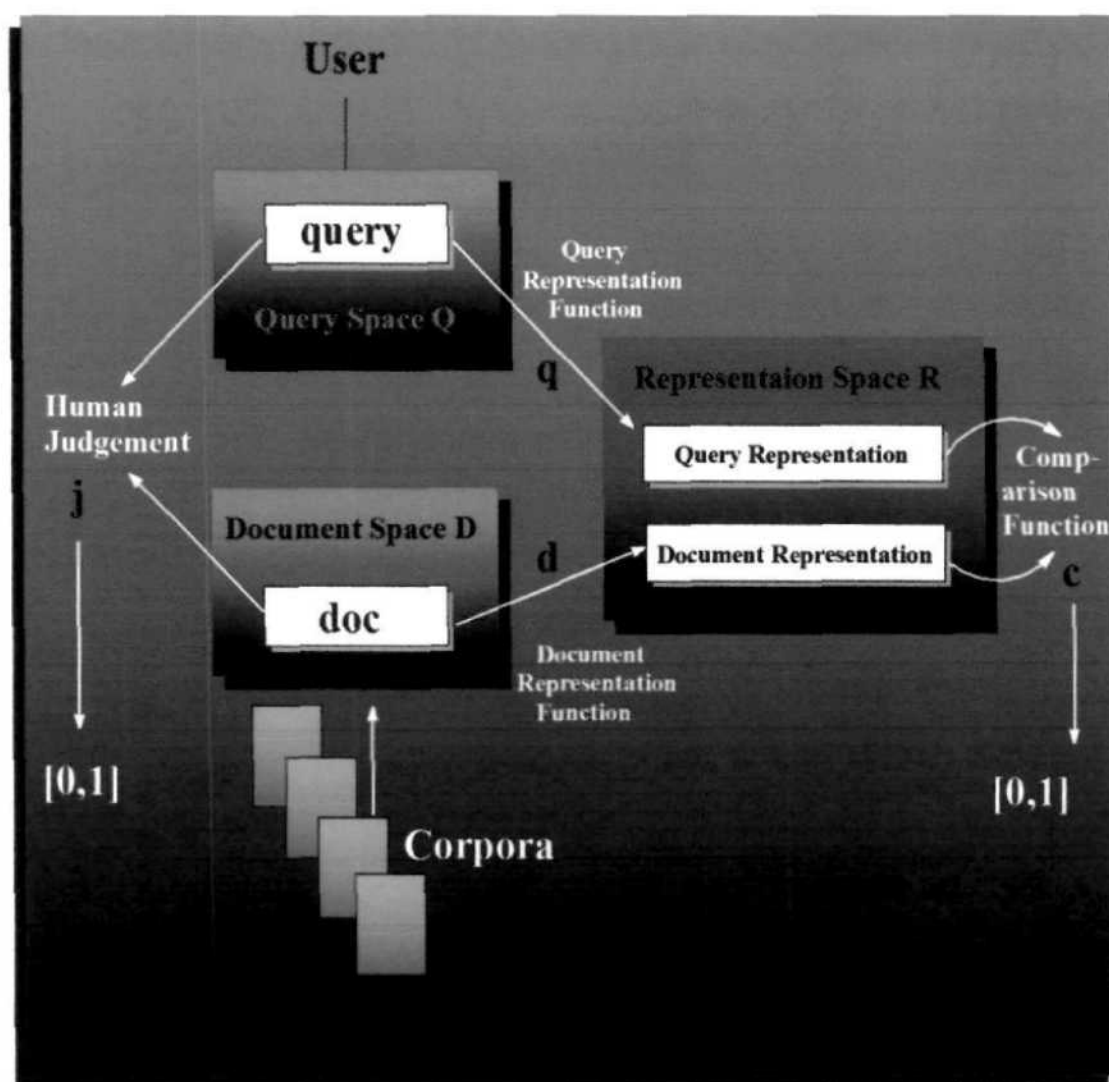 User
query
Query Space Q
Query
Representation
Function
q
Representaion Space R
Human
Judgement
j
Query Representation
Comp-
arison
Function
c
Document Space D
d
Document Representation
doc
Document
Representation
Function
[0,1]
[0,1]
Corpora